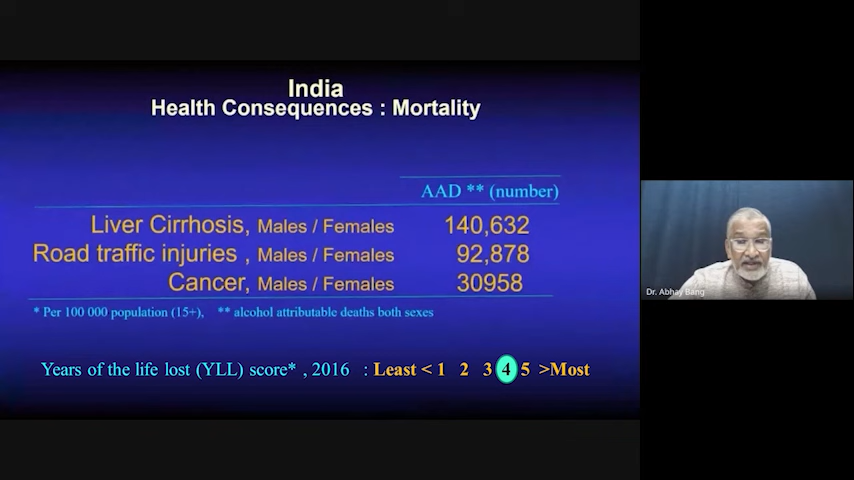 India
Health Consequences : Mortality
AAD ** (number)
Liver Cirrhosis, Males / Females 140,632
Road traffic injuries , Males / Females 92,878
Cancer, Males / Females 30958
* Per 100 000 population (15+), ** alcohol attributable deaths both sexes
Years of the life lost (YLL) score* , 2016 : Least < 1 2 3 4 5 >Most
Dr. Abhay Bang